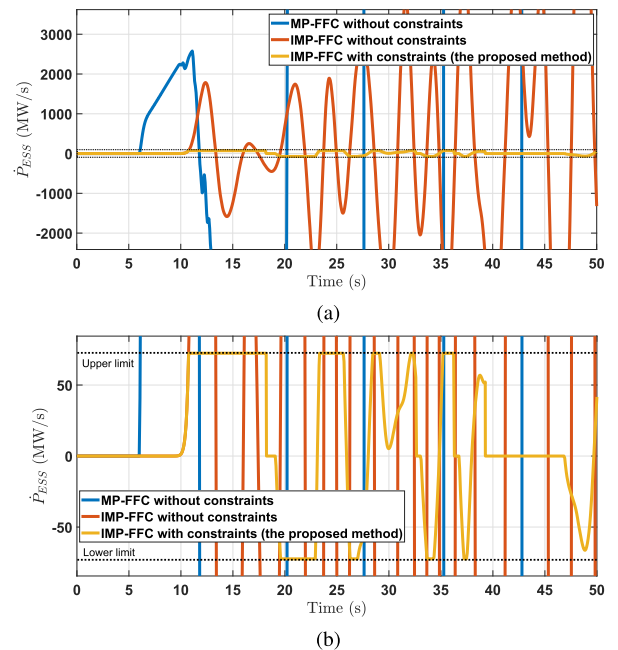 MP-FFC without constraints
IMP-FFC without constraints
IMP-FFC with constraints (the proposed method)
3000
2000
1000
0
-1000
-2000
Ṗ_ESS (MW/s)
0 5 10 15 20 25 30 35 40 45 50
Time (s)
(a)
Upper limit
50
0
-50
Ṗ_ESS (MW/s)
MP-FFC without constraints
IMP-FFC without constraints
IMP-FFC with constraints (the proposed method)
Lower limit
0 5 10 15 20 25 30 35 40 45 50
Time (s)
(b)